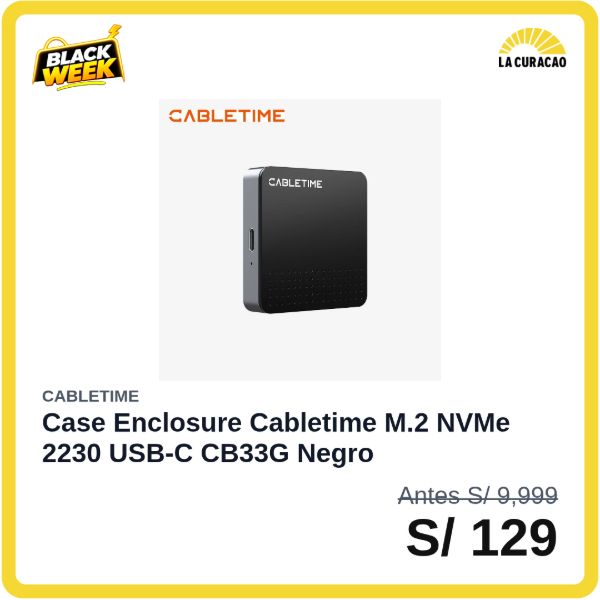 BLACK
WEEK
LA CURACAO
CABLETIME
CABLETIME
CABLETIME
Case Enclosure Cabletime M.2 NVMe
2230 USB-C CB33G Negro
Antes S/ 9,999
S/ 129